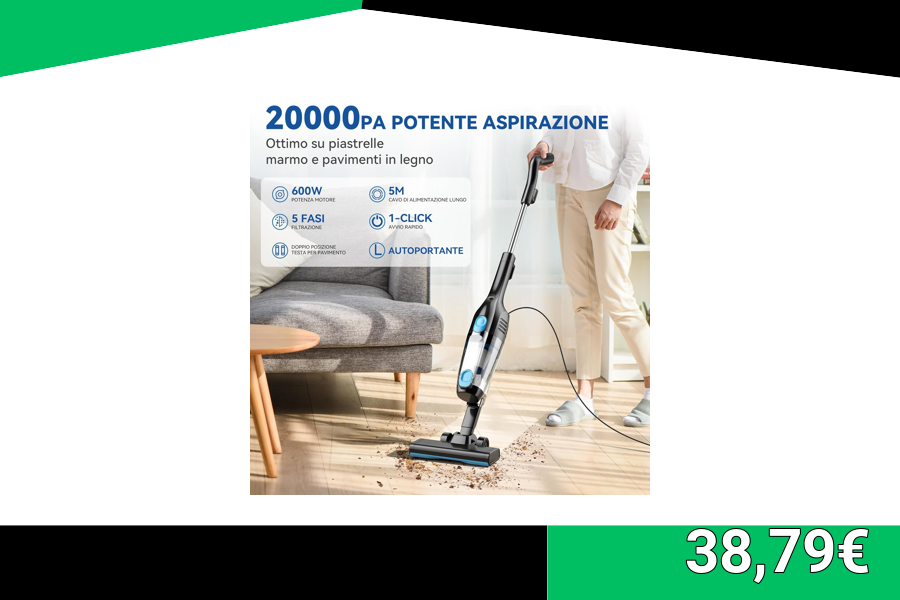 20000PA POTENTE ASPIRAZIONE
Ottimo su piastrelle
marmo e pavimenti in legno
600W
POTENZA MOTORE
5M
CAVO DI ALIMENTAZIONE LUNGO
5 FASI
FILTRAZIONE
1-CLICK
AVVIO RAPIDO
DOPPIO POSIZIONE
TESTA PER PAVIMENTO
AUTOPORTANTE
38,79€